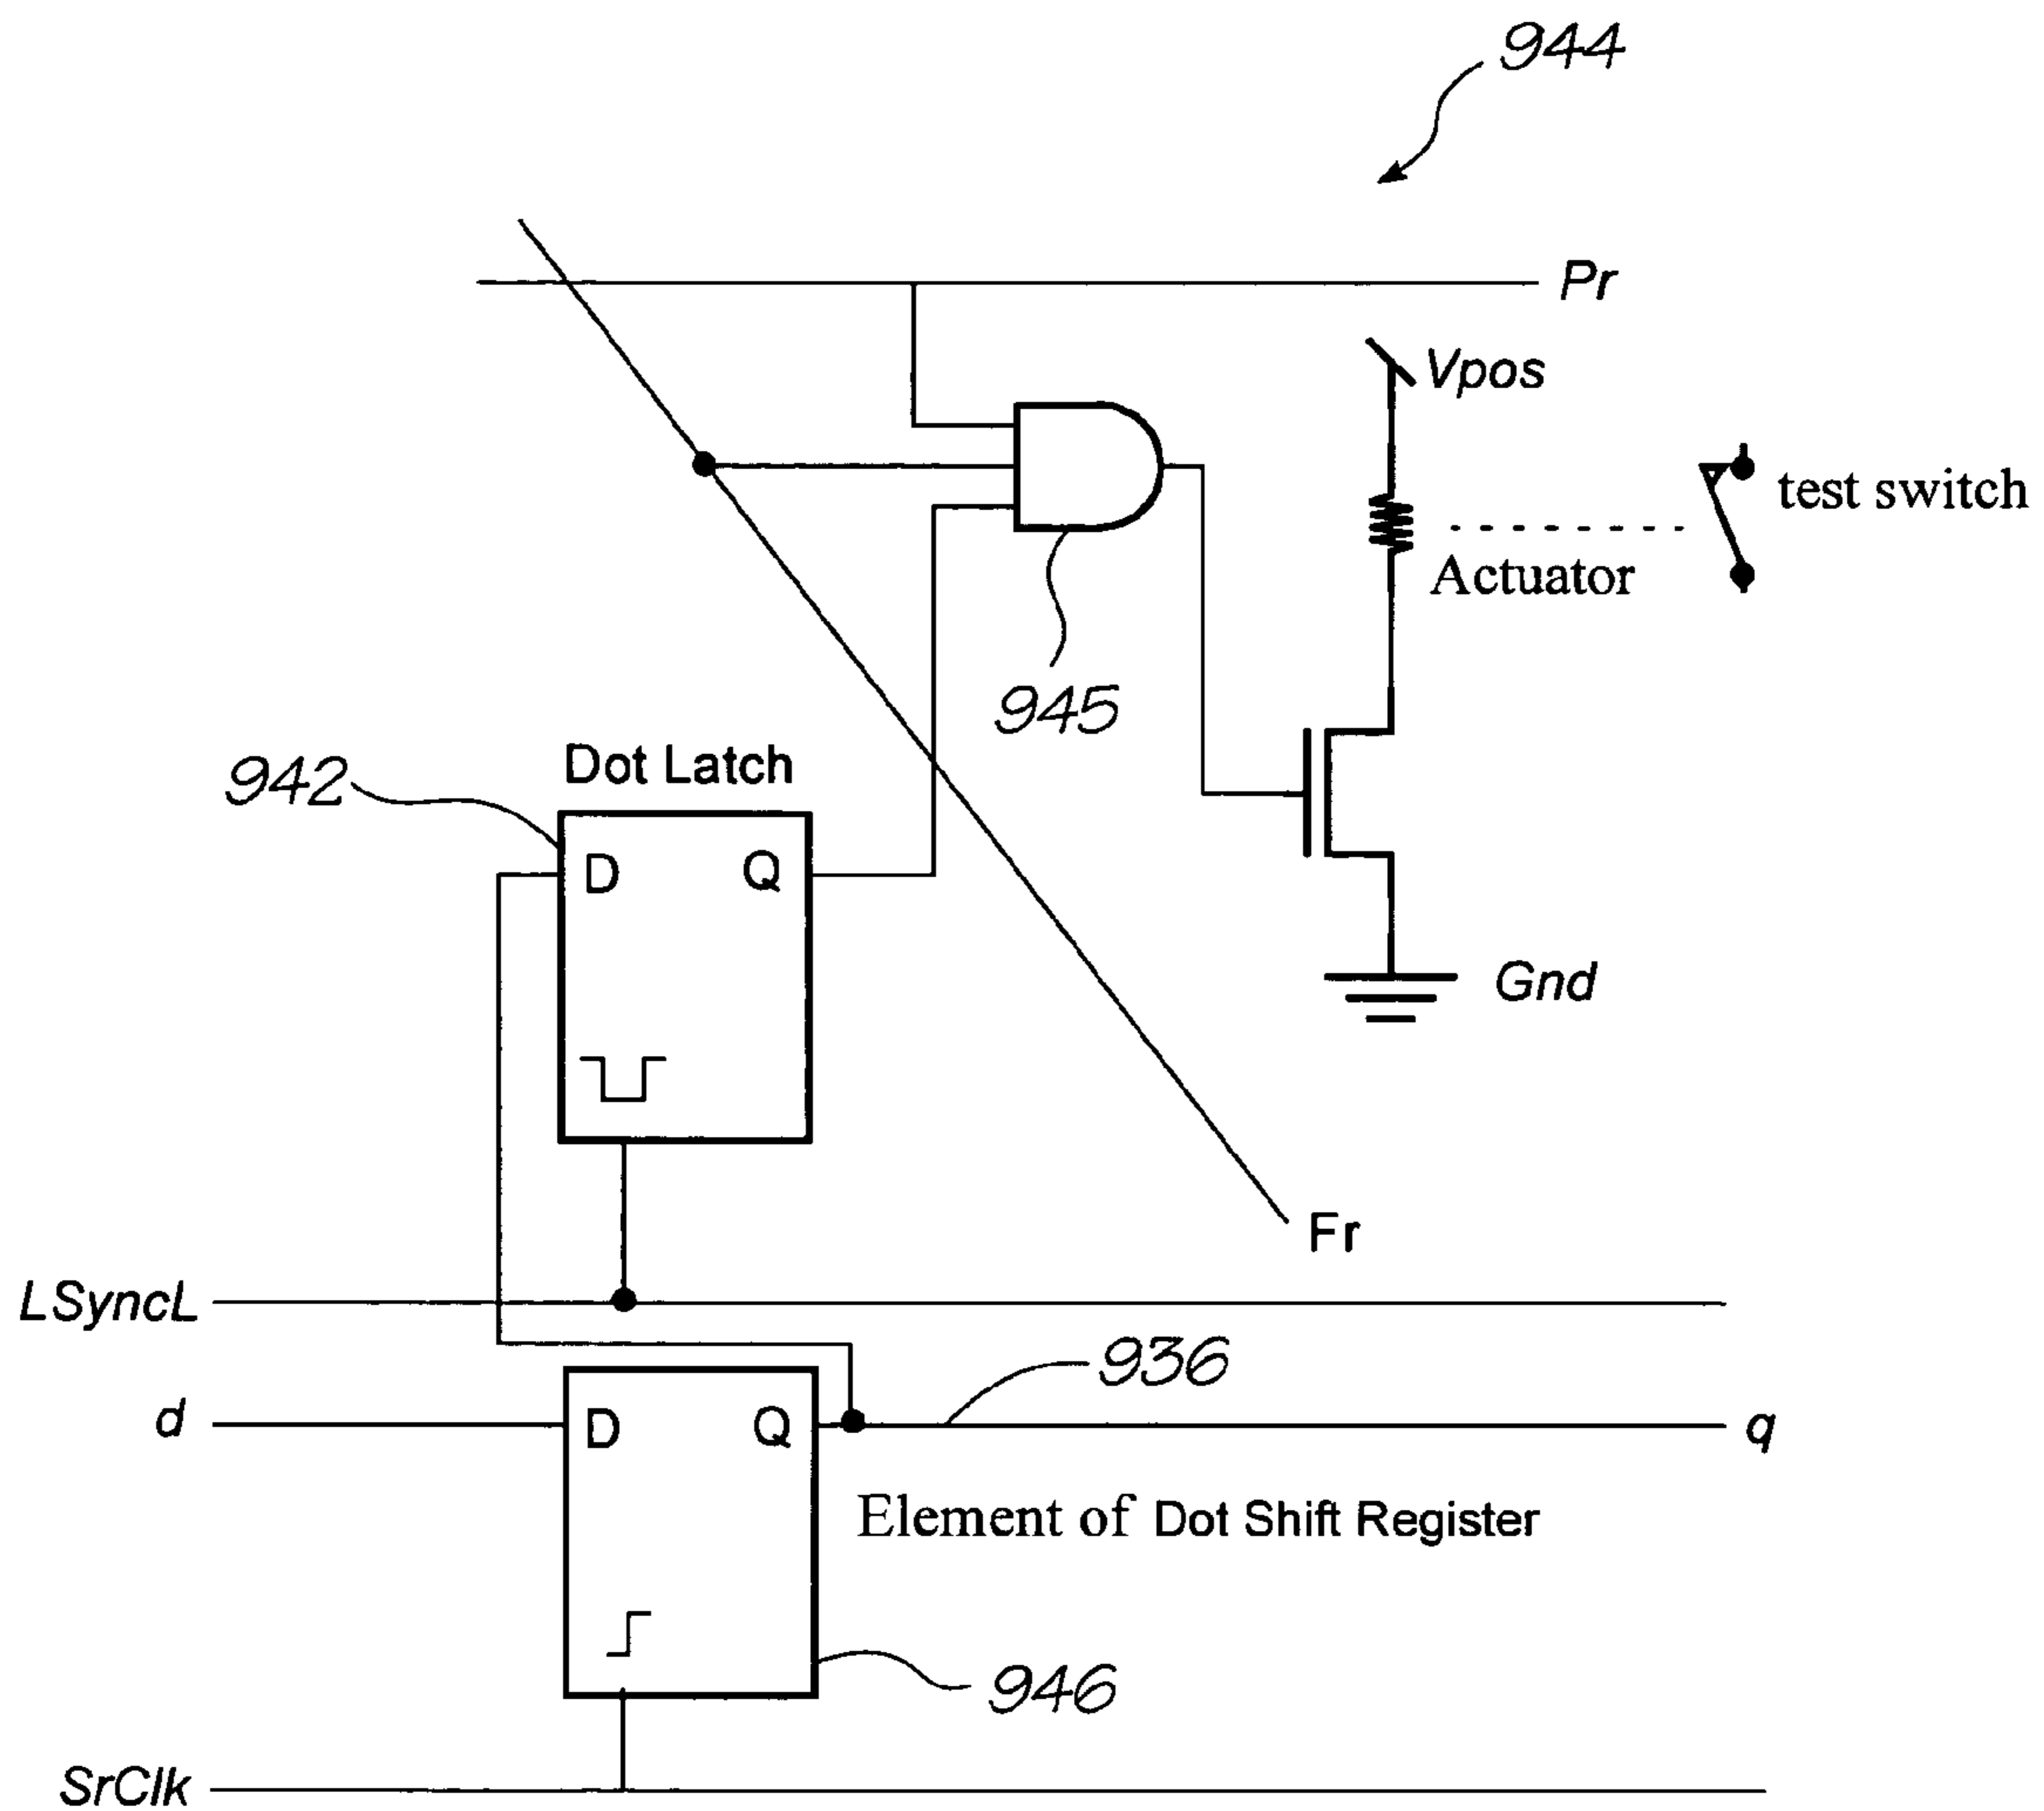 944
Pr
Vpos
test switch
Actuator
945
Dot Latch
942
D Q
Gnd
Fr
LSyncL
936
d
D Q
q
Element of Dot Shift Register
946
SrClk